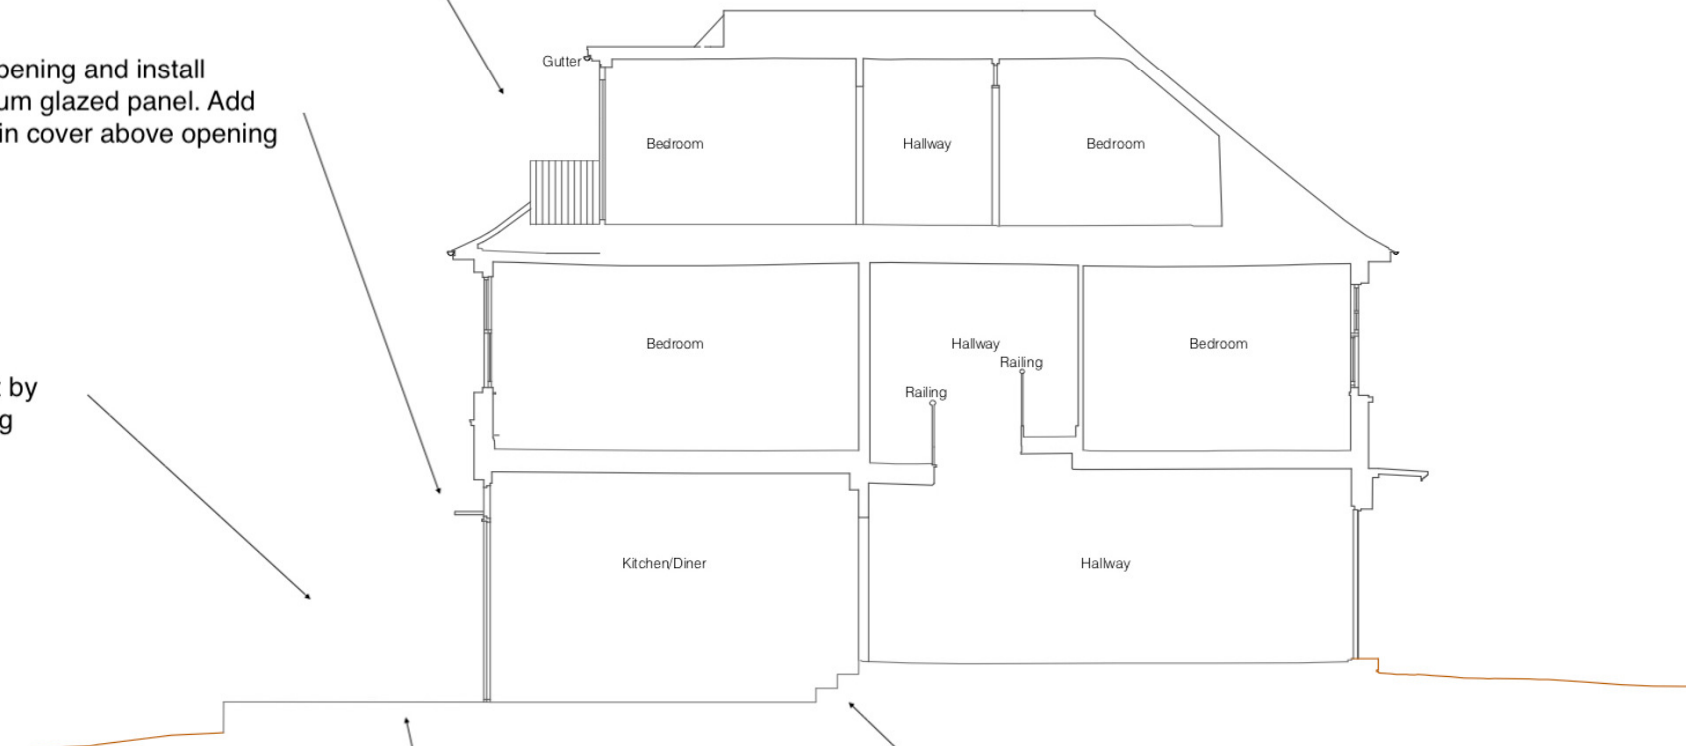 pening and install
um glazed panel. Add
in cover above opening
by
g
Gutter
Bedroom
Hallway
Bedroom
Bedroom
Hallway
Railing
Railing
Bedroom
Kitchen/Diner
Hallway